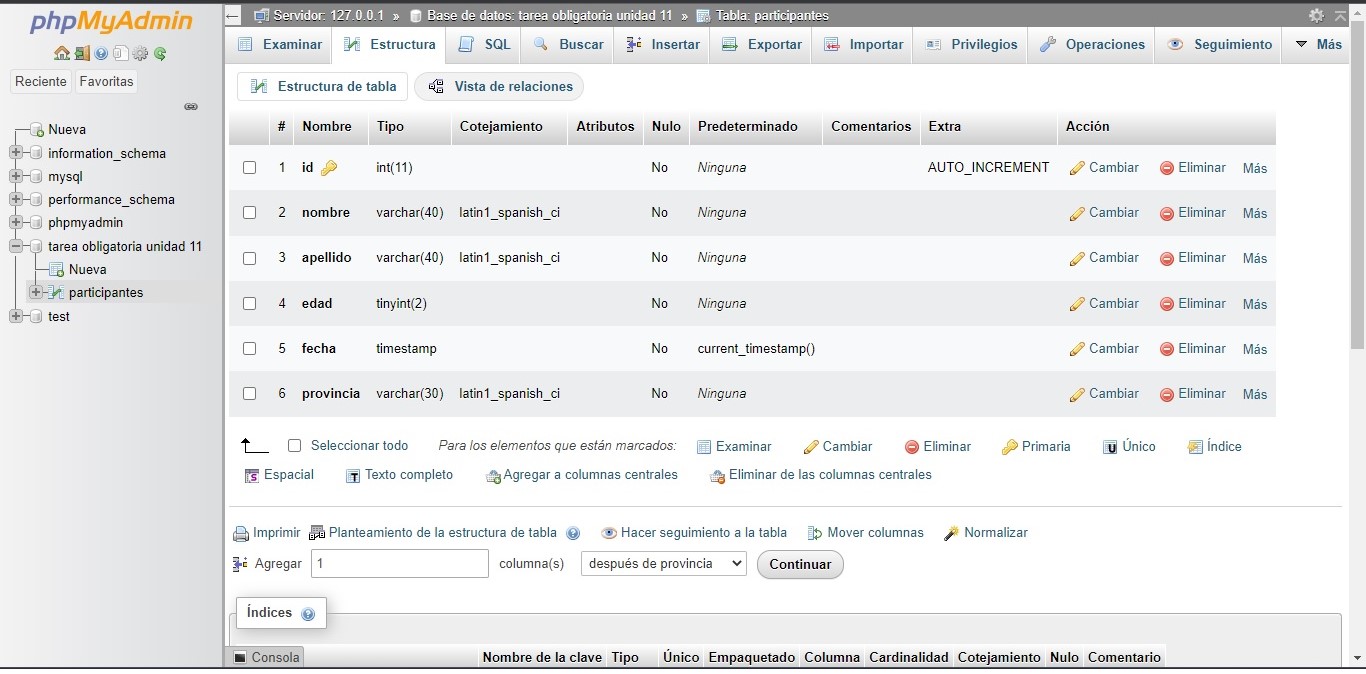 phpMyAdmin
Reciente Favoritas
Nueva
information_schema
mysql
performance_schema
phpmyadmin
tarea obligatoria unidad 11
Nueva
participantes
test
Servidor: 127.0.0.1 » Base de datos: tarea obligatoria unidad 11 » Tabla: participantes
Examinar Estructura SQL Buscar Insertar Exportar Importar Privilegios Operaciones Seguimiento Más
Estructura de tabla Vista de relaciones
# Nombre Tipo Cotejamiento Atributos Nulo Predeterminado Comentarios Extra Acción
1 id int(11) No Ninguna AUTO_INCREMENT Cambiar Eliminar Más
2 nombre varchar(40) latin1_spanish_ci No Ninguna Cambiar Eliminar Más
3 apellido varchar(40) latin1_spanish_ci No Ninguna Cambiar Eliminar Más
4 edad tinyint(2) No Ninguna Cambiar Eliminar Más
5 fecha timestamp No current_timestamp() Cambiar Eliminar Más
6 provincia varchar(30) latin1_spanish_ci No Ninguna Cambiar Eliminar Más
Seleccionar todo Para los elementos que están marcados: Examinar Cambiar Eliminar Primaria Único Índice
Espacial Texto completo Agregar a columnas centrales Eliminar de las columnas centrales
Imprimir Planteamiento de la estructura de tabla Hacer seguimiento a la tabla Mover columnas Normalizar
Agregar 1 columna(s) después de provincia Continuar
Índices
Consola Nombre de la clave Tipo Único Empaquetado Columna Cardinalidad Cotejamiento Nulo Comentario